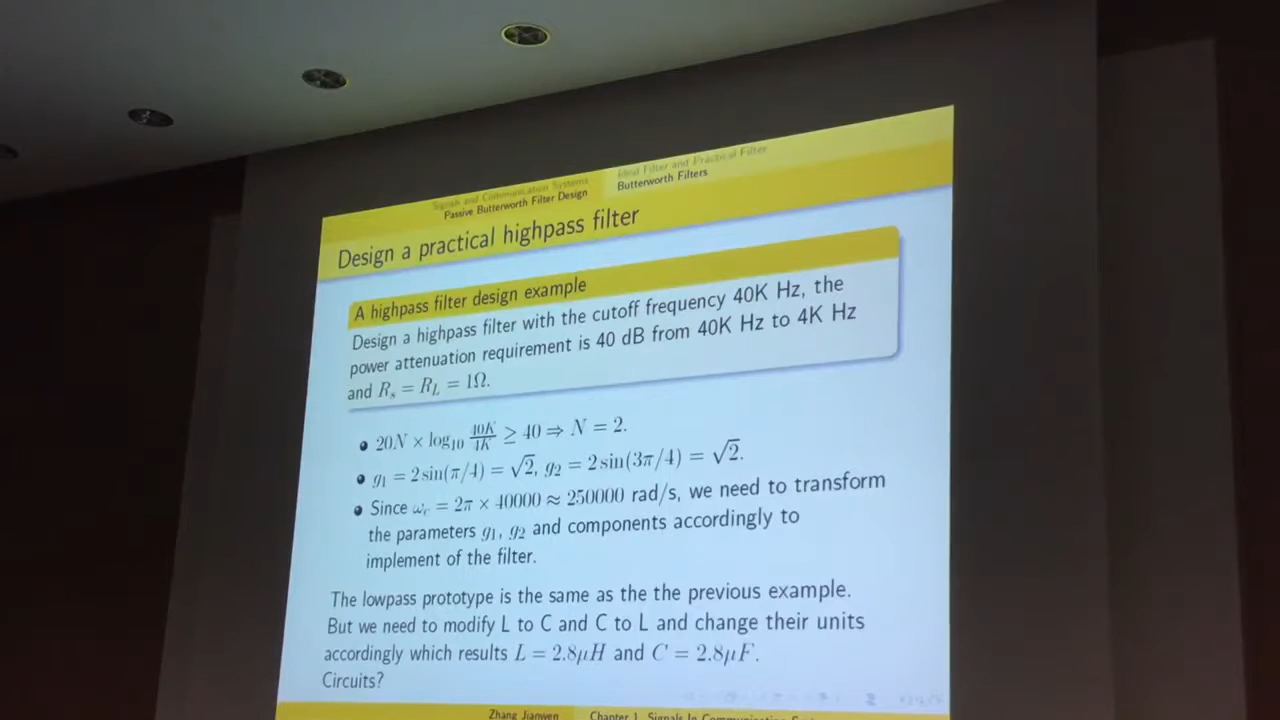 Signals and Communication Systems
Passive Butterworth Filter Design
Ideal Filter and Practical Filter
Butterworth Filters
Design a practical highpass filter
A highpass filter design example
Design a highpass filter with the cutoff frequency 40K Hz, the
power attenuation requirement is 40 dB from 40K Hz to 4K Hz
and Rs = RL = 1Ω.
• 20N × log10 40K/4K ≥ 40 ⇒ N = 2.
• g1 = 2 sin(π/4) = √2, g2 = 2 sin(3π/4) = √2.
• Since ωc = 2π × 40000 ≈ 250000 rad/s, we need to transform
the parameters g1, g2 and components accordingly to
implement of the filter.
The lowpass prototype is the same as the the previous example.
But we need to modify L to C and C to L and change their units
accordingly which results L = 2.8μH and C = 2.8μF.
Circuits?
Zhang Jianwen
Chapter 1. Signals In Communication